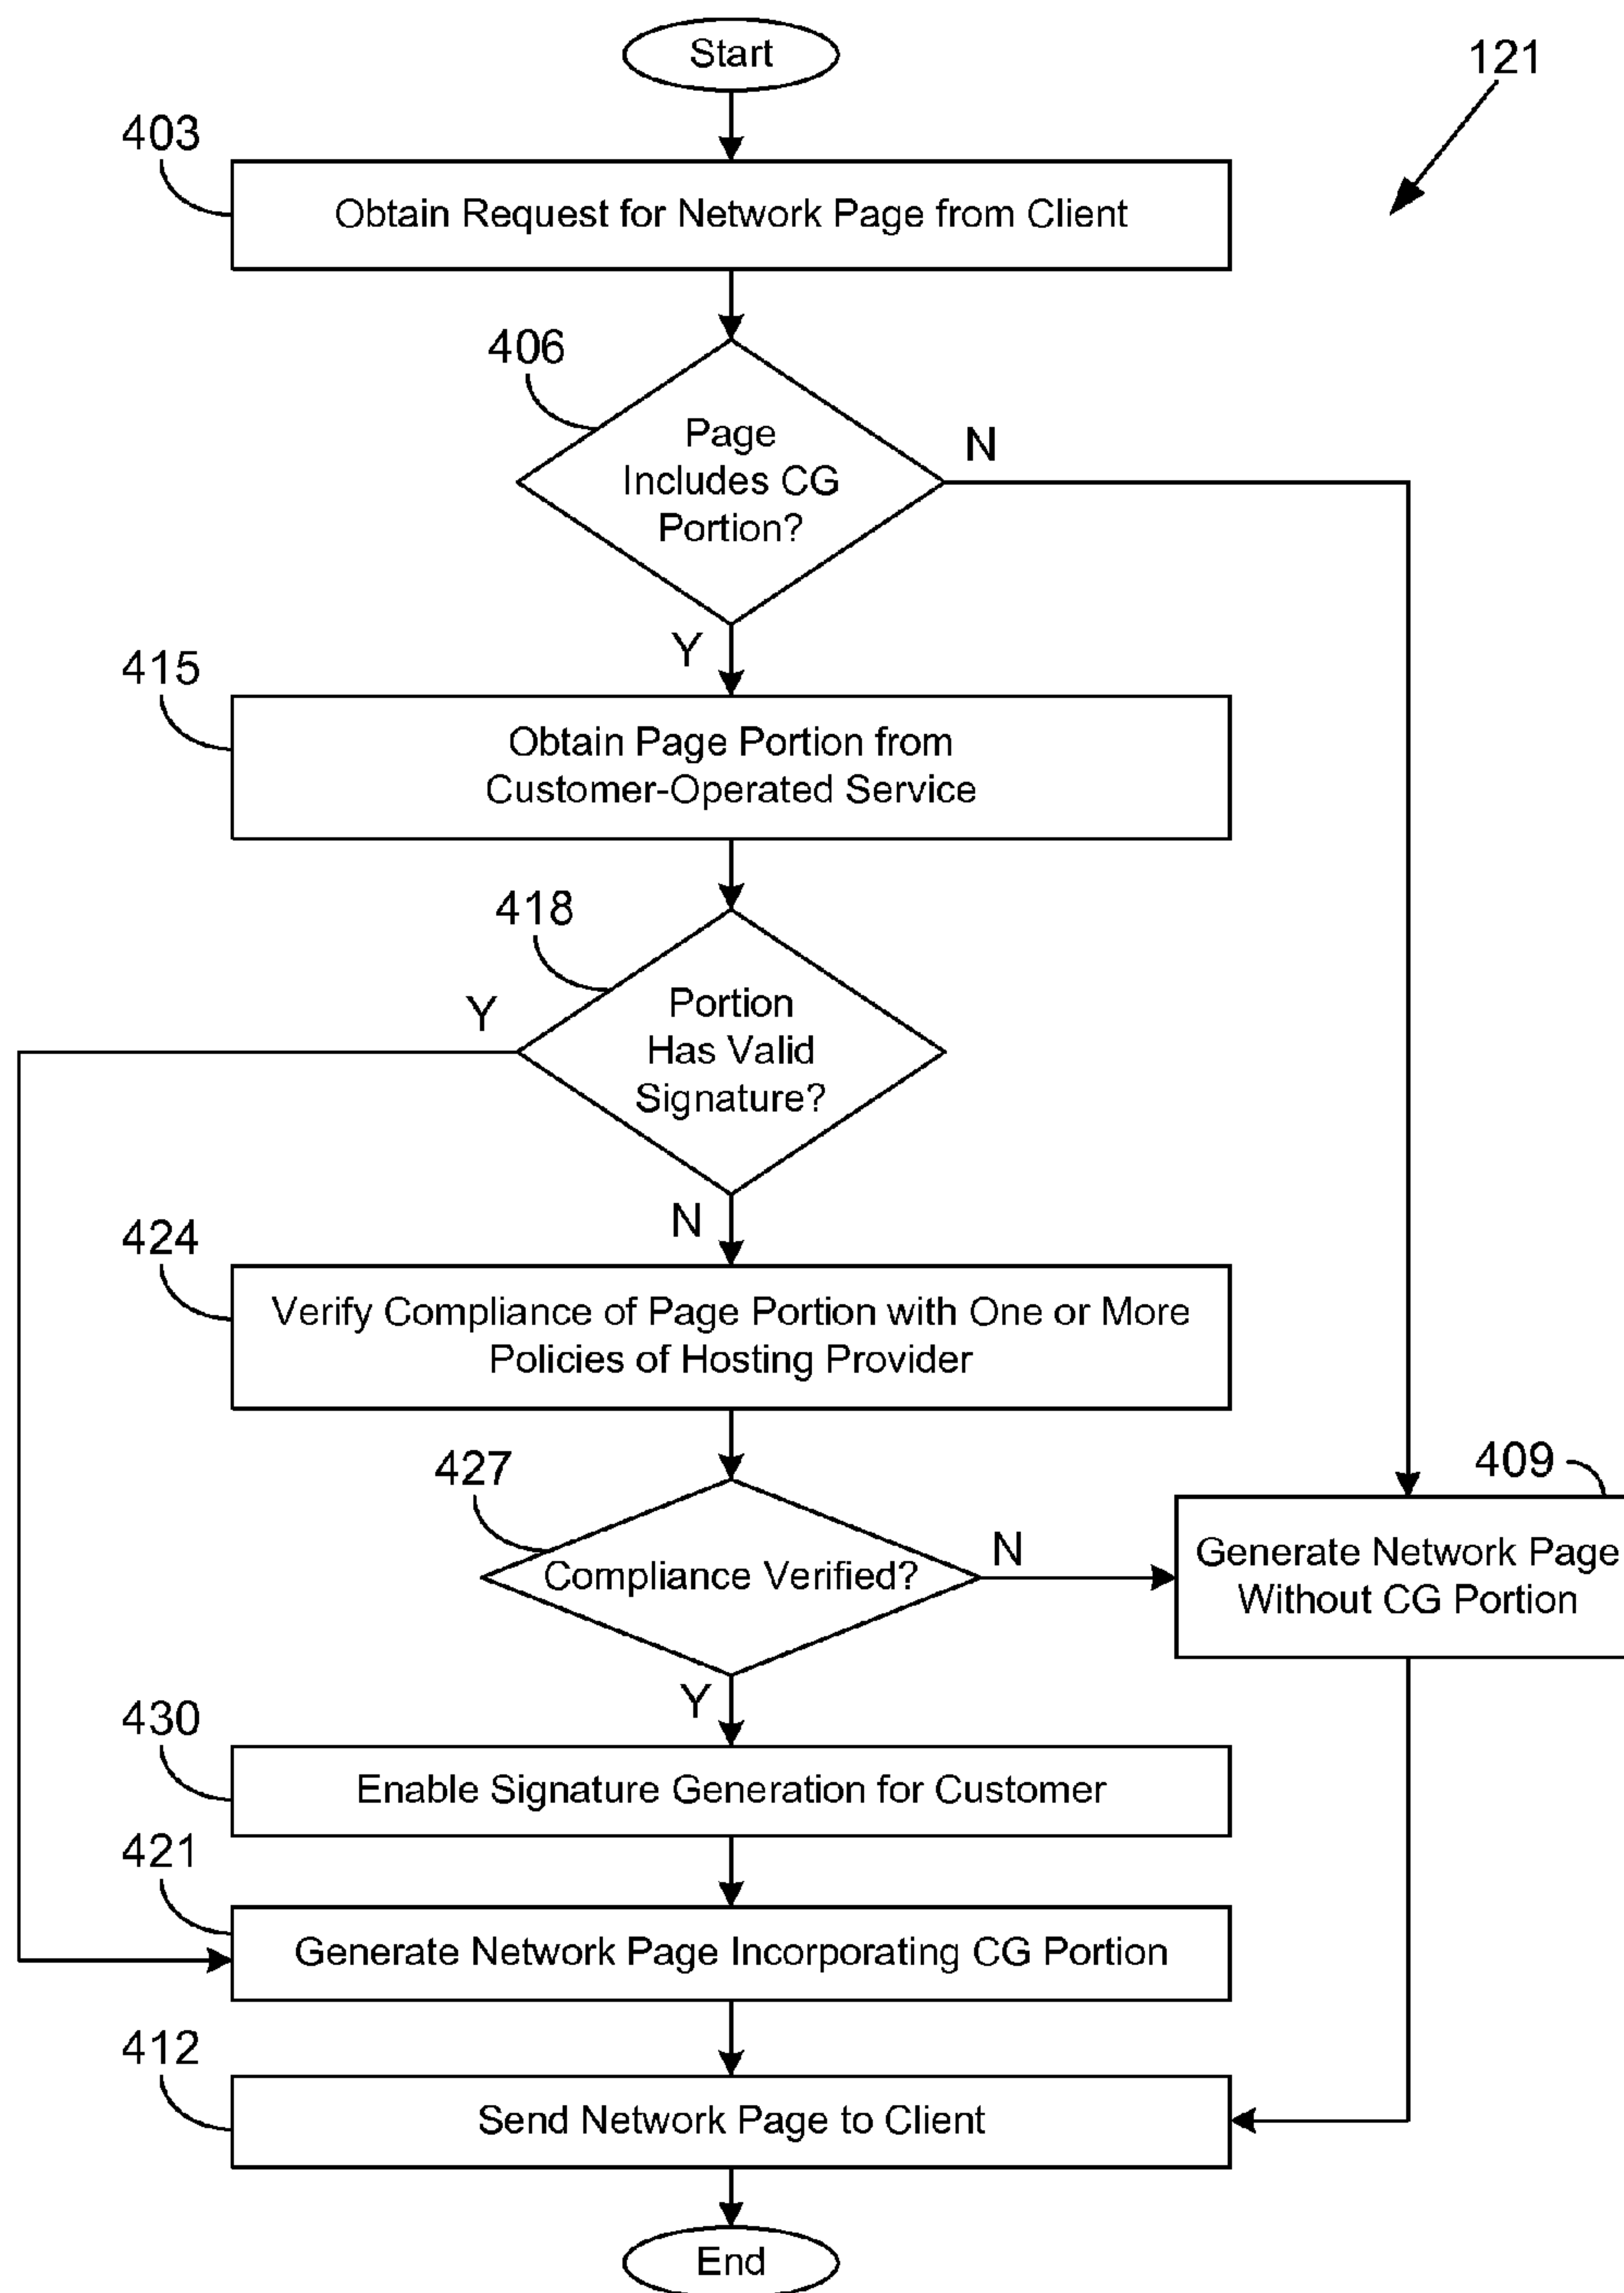 Start
121
403
Obtain Request for Network Page from Client
406
Page
Includes CG
Portion?
N
Y
415
Obtain Page Portion from
Customer-Operated Service
418
Y
Portion
Has Valid
Signature?
N
424
Verify Compliance of Page Portion with One or More
Policies of Hosting Provider
427
409
Compliance Verified?
N
Generate Network Page
Without CG Portion
Y
430
Enable Signature Generation for Customer
421
Generate Network Page Incorporating CG Portion
412
Send Network Page to Client
End